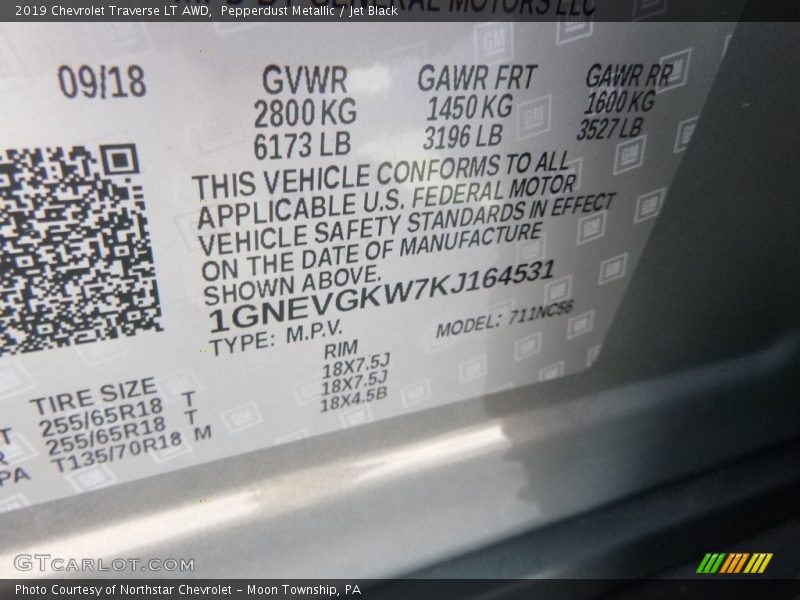 2019 Chevrolet Traverse LT AWD, Pepperdust Metallic / Jet Black
GENERAL MOTORS LLC
09/18 GVWR GAWR FRT GAWR RR
2800 KG 1450 KG 1600 KG
6173 LB 3196 LB 3527 LB
THIS VEHICLE CONFORMS TO ALL
APPLICABLE U.S. FEDERAL MOTOR
VEHICLE SAFETY STANDARDS IN EFFECT
ON THE DATE OF MANUFACTURE
SHOWN ABOVE.
1GNEVGKW7KJ164531
TYPE: M.P.V. MODEL: 711NC56
TIRE SIZE RIM
T 255/65R18 T 18X7.5J
R 255/65R18 T 18X7.5J
PA T135/70R18 M 18X4.5B
GTCARLOT.COM
Photo Courtesy of Northstar Chevrolet - Moon Township, PA